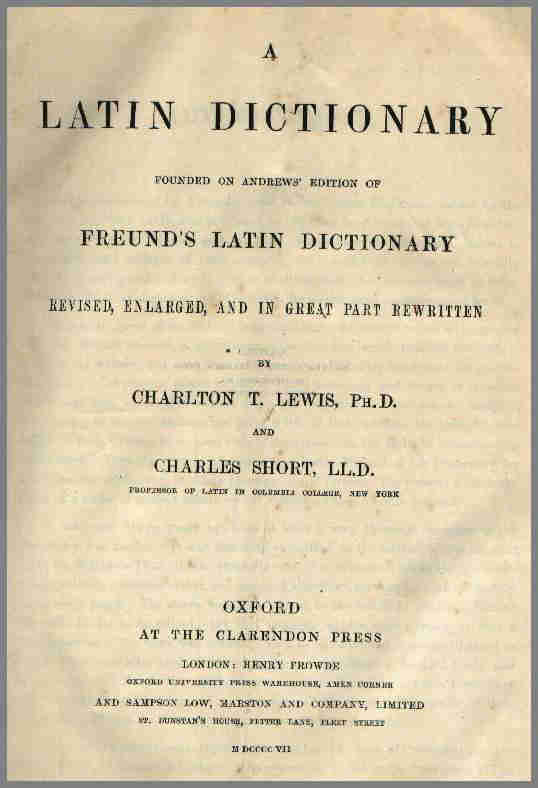 A
LATIN DICTIONARY
FOUNDED ON ANDREWS' EDITION OF
FREUND'S LATIN DICTIONARY
REVISED, ENLARGED, AND IN GREAT PART REWRITTEN
BY
CHARLTON T. LEWIS, PH.D.
AND
CHARLES SHORT, LL.D.
PROFESSOR OF LATIN IN COLUMBIA COLLEGE, NEW YORK
OXFORD
AT THE CLARENDON PRESS
LONDON: HENRY FROWDE
OXFORD UNIVERSITY PRESS WAREHOUSE, AMEN CORNER
AND SAMPSON LOW, MARSTON AND COMPANY, LIMITED
ST. DUNSTAN'S HOUSE, FETTER LANE, FLEET STREET
M DCCCC VII